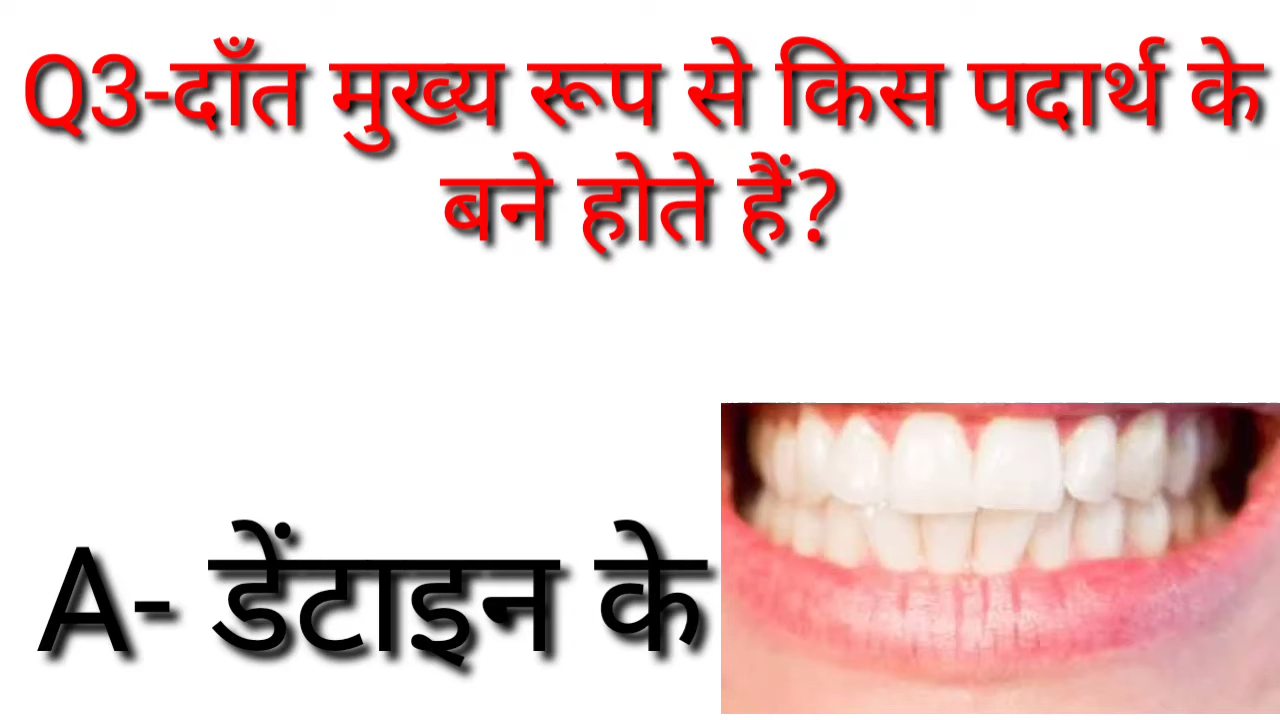 Q3-दाँत मुख्य रूप से किस पदार्थ के
बने होते हैं?
A- डेंटाइन के